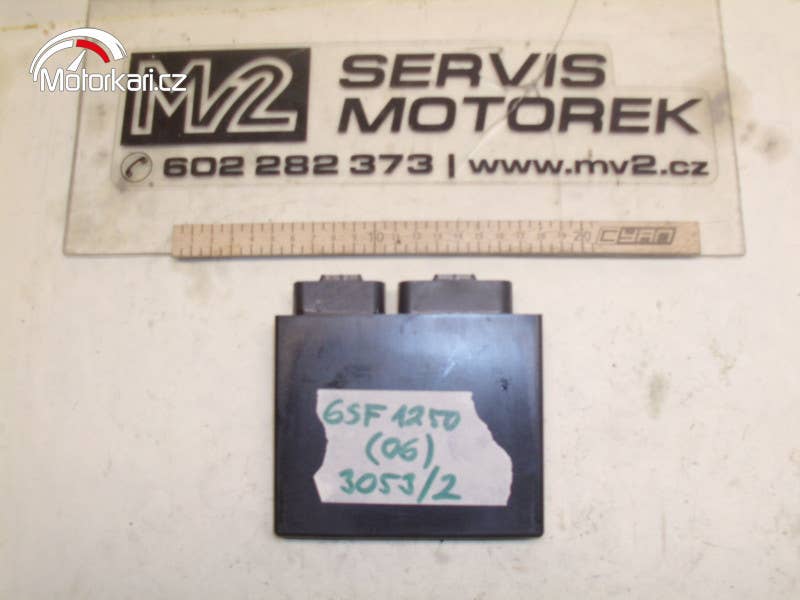 Motorkari.cz
MV2 SERVIS
MOTOREK
602 282 373 | www.mv2.cz
10 20 CYAN
GSF 1250
(06)
3053/2